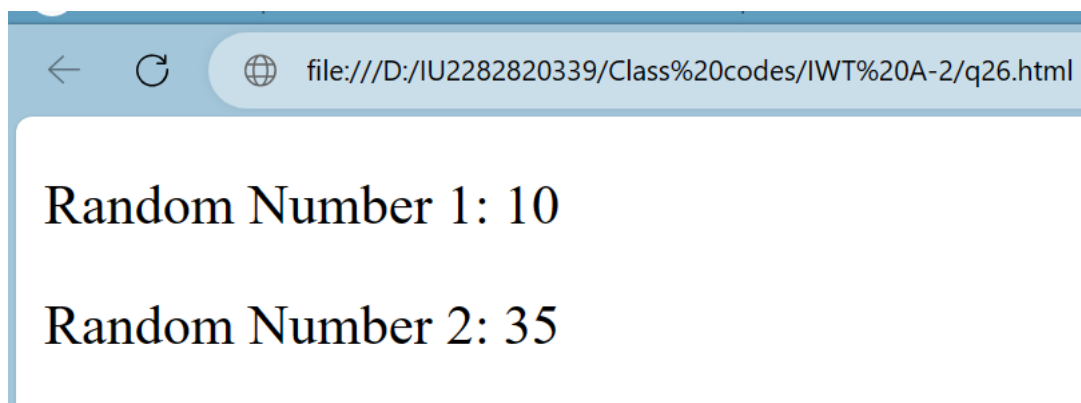 file:///D:/IU2282820339/Class%20codes/IWT%20A-2/q26.html
Random Number 1: 10
Random Number 2: 35